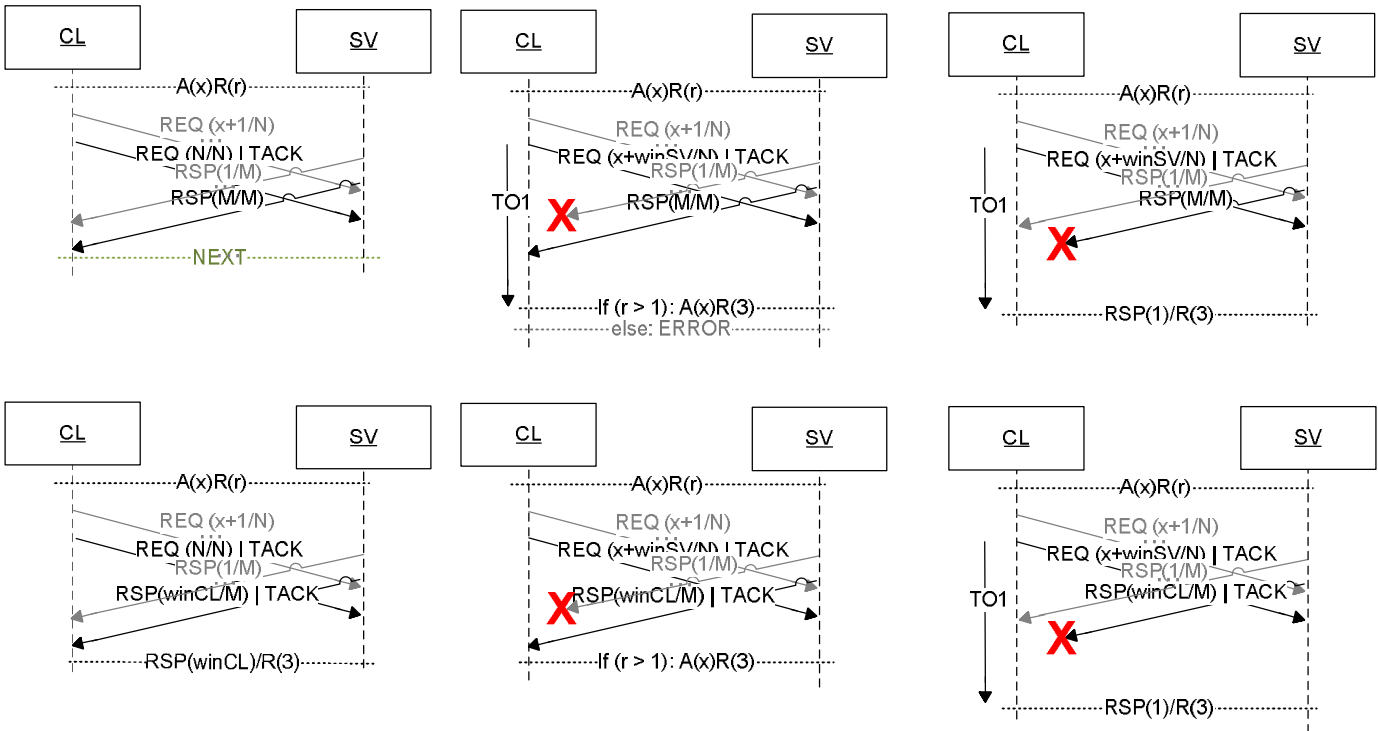 CL
SV
A(x)R(r)
REQ (x+1/N)
...
REQ (N/N) | TACK
RSP(1/M)
...
RSP(M/M)
NEXT
CL
SV
A(x)R(r)
REQ (x+1/N)
...
REQ (x+winSV/N) | TACK
RSP(1/M)
...
RSP(M/M)
TO1
X
If (r > 1): A(x)R(3)
else: ERROR
CL
SV
A(x)R(r)
REQ (x+1/N)
...
REQ (x+winSV/N) | TACK
RSP(1/M)
...
RSP(M/M)
TO1
X
RSP(1)/R(3)
CL
SV
A(x)R(r)
REQ (x+1/N)
...
REQ (N/N) | TACK
RSP(1/M)
...
RSP(winCL/M) | TACK
RSP(winCL)/R(3)
CL
SV
A(x)R(r)
REQ (x+1/N)
...
REQ (x+winSV/N) | TACK
RSP(1/M)
...
RSP(winCL/M) | TACK
X
If (r > 1): A(x)R(3)
CL
SV
A(x)R(r)
REQ (x+1/N)
...
REQ (x+winSV/N) | TACK
RSP(1/M)
...
RSP(winCL/M) | TACK
TO1
X
RSP(1)/R(3)